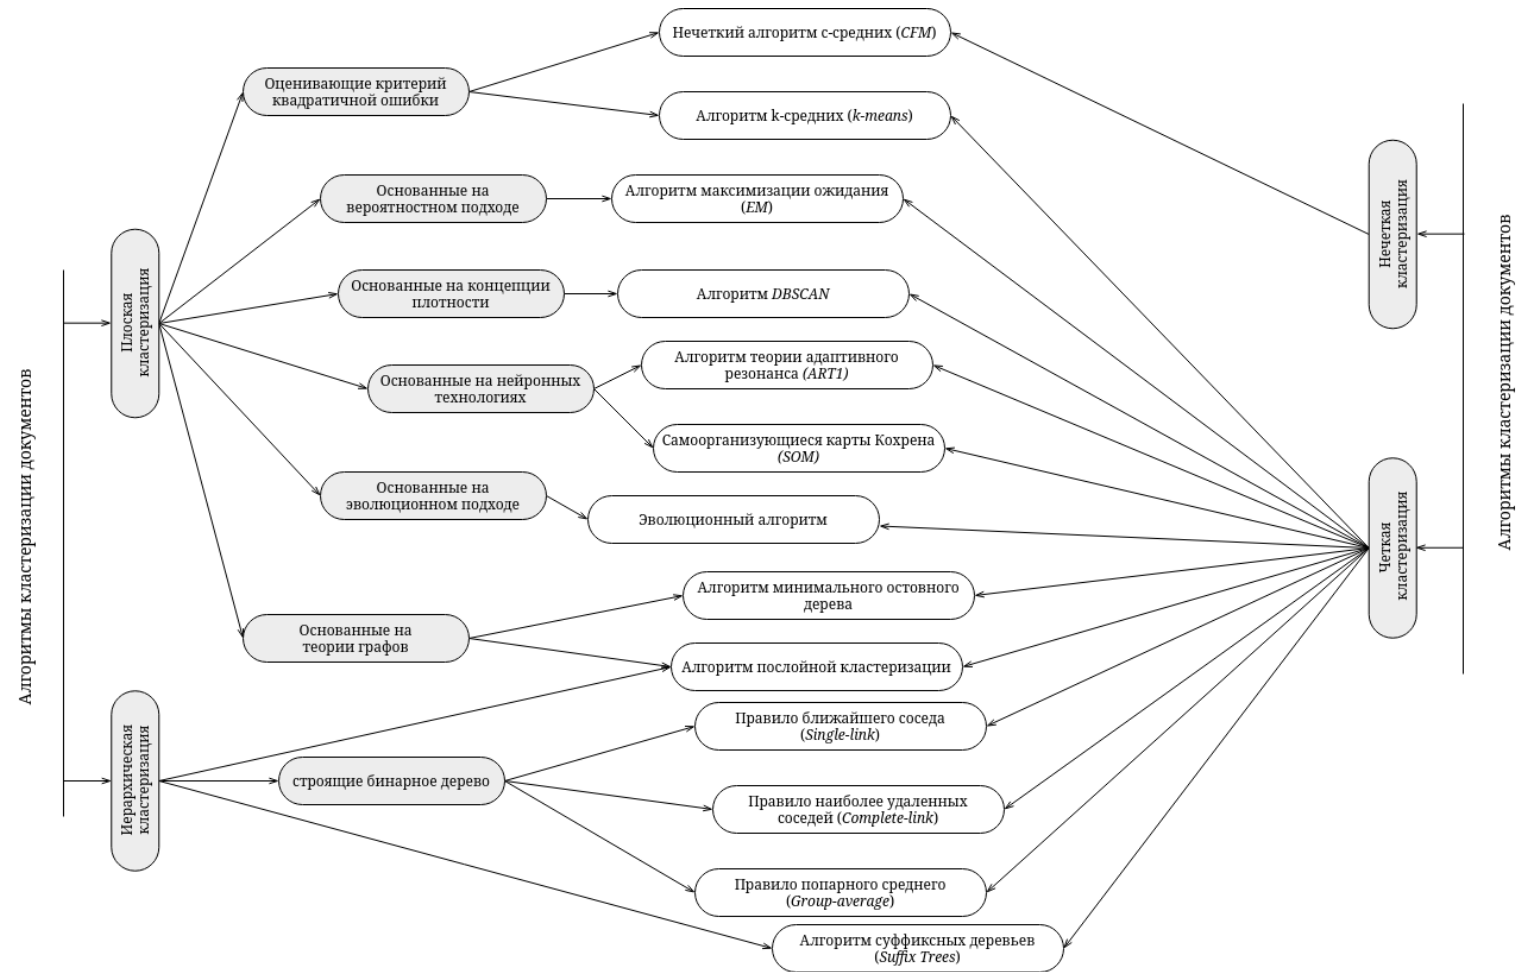 Алгоритмы кластеризации документов
Плоская
кластеризация
Иерархическая
кластеризация
Оценивающие критерий
квадратичной ошибки
Основанные на
вероятностном подходе
Основанные на концепции
плотности
Основанные на нейронных
технологиях
Основанные на
эволюционном подходе
Основанные на
теории графов
строящие бинарное дерево
Нечеткий алгоритм с-средних (CFM)
Алгоритм k-средних (k-means)
Алгоритм максимизации ожидания
(EM)
Алгоритм DBSCAN
Алгоритм теории адаптивного
резонанса (ART1)
Самоорганизующиеся карты Кохрена
(SOM)
Эволюционный алгоритм
Алгоритм минимального остовного
дерева
Алгоритм послойной кластеризации
Правило ближайшего соседа
(Single-link)
Правило наиболее удаленных
соседей (Complete-link)
Правило попарного среднего
(Group-average)
Алгоритм суффиксных деревьев
(Suffix Trees)
Нечеткая
кластеризация
Четкая
кластеризация
Алгоритмы кластеризации документов